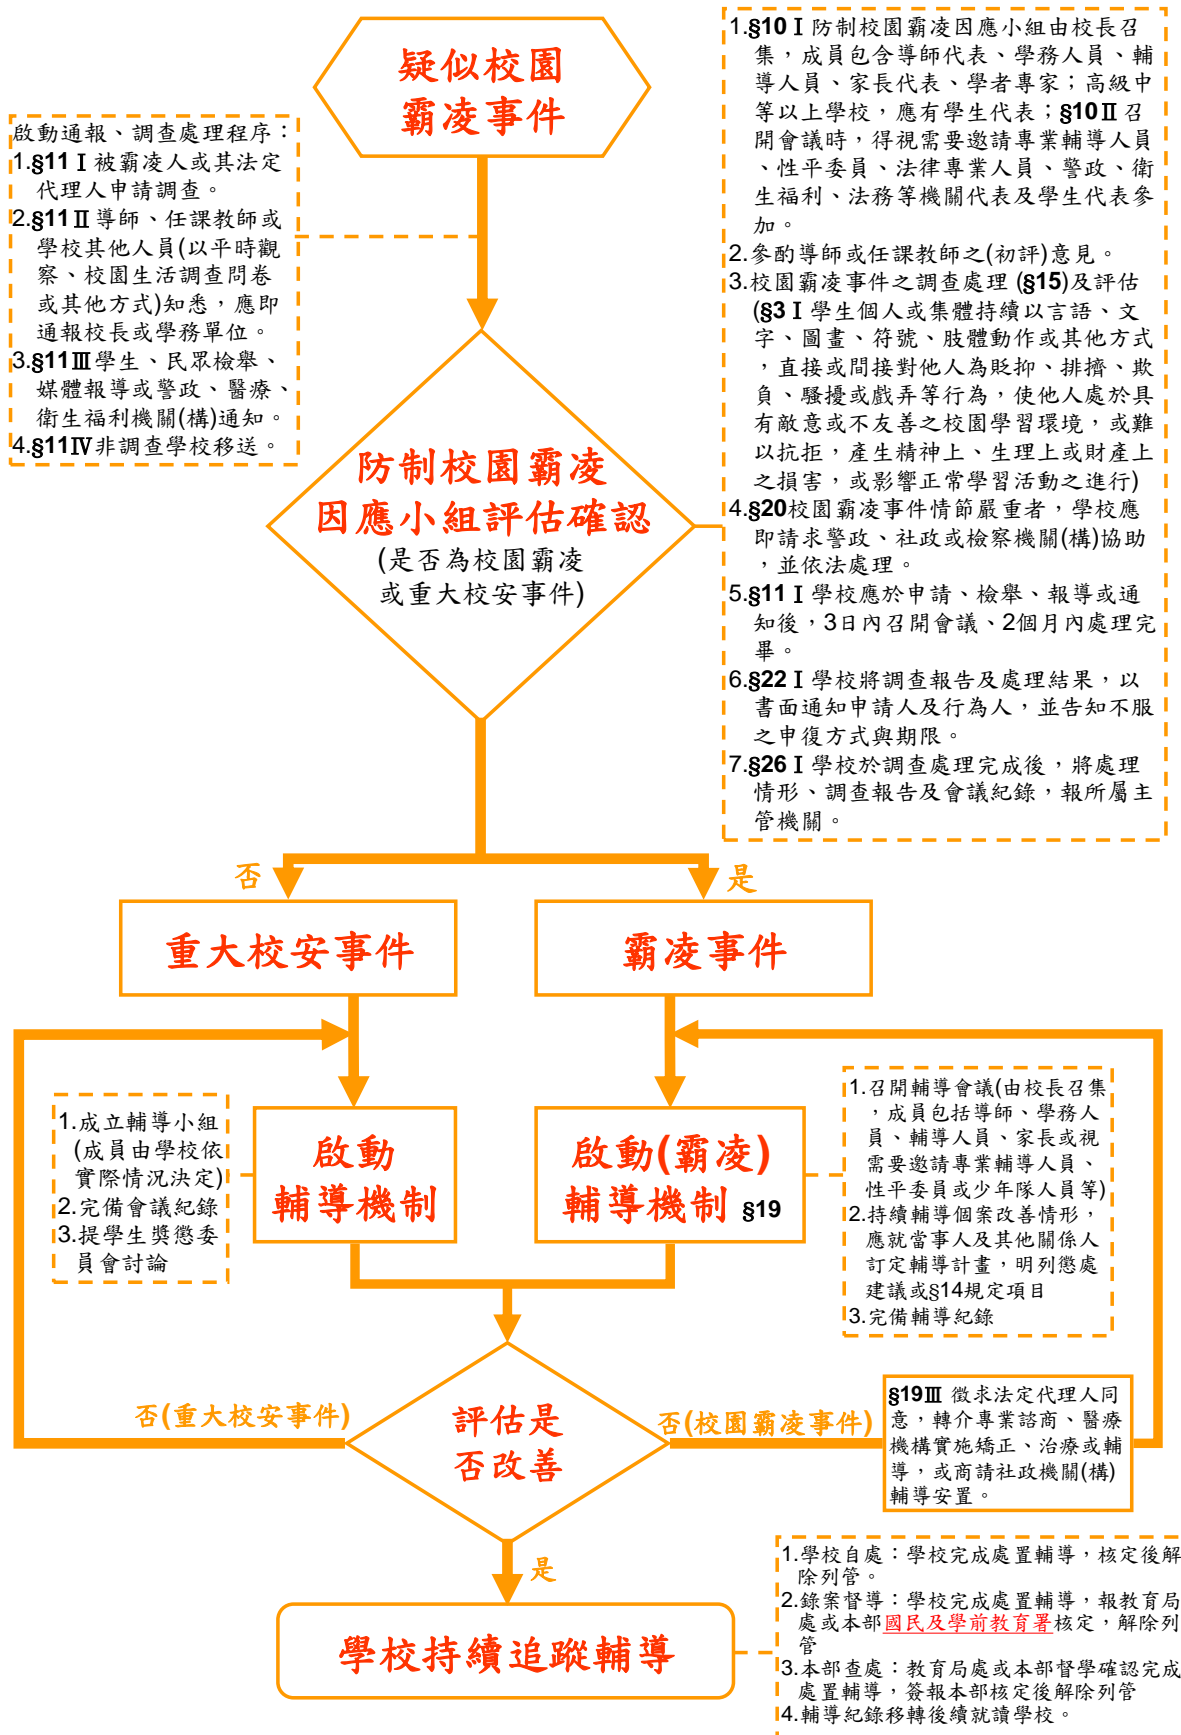 疑似校園
霸凌事件
啟動通報、調查處理程序：
1.§11Ⅰ被霸凌人或其法定
代理人申請調查。
2.§11Ⅱ導師、任課教師或
學校其他人員(以平時觀
察、校園生活調查問卷
或其他方式)知悉，應即
通報校長或學務單位。
3.§11Ⅲ學生、民眾檢舉、
媒體報導或警政、醫療、
衛生福利機關(構)通知。
4.§11Ⅳ非調查學校移送。
1.§10Ⅰ防制校園霸凌因應小組由校長召
集，成員包含導師代表、學務人員、輔
導人員、家長代表、學者專家；高級中
等以上學校，應有學生代表；§10Ⅱ召
開會議時，得視需要邀請專業輔導人員
、性平委員、法律專業人員、警政、衛
生福利、法務等機關代表及學生代表參
加。
2.參酌導師或任課教師之(初評)意見。
3.校園霸凌事件之調查處理 (§15)及評估
(§3Ⅰ學生個人或集體持續以言語、文
字、圖畫、符號、肢體動作或其他方式
，直接或間接對他人為貶抑、排擠、欺
負、騷擾或戲弄等行為，使他人處於具
有敵意或不友善之校園學習環境，或難
以抗拒，產生精神上、生理上或財產上
之損害，或影響正常學習活動之進行)
4.§20校園霸凌事件情節嚴重者，學校應
即請求警政、社政或檢察機關(構)協助
，並依法處理。
5.§11Ⅰ學校應於申請、檢舉、報導或通
知後，3日內召開會議、2個月內處理完
畢。
6.§22Ⅰ學校將調查報告及處理結果，以
書面通知申請人及行為人，並告知不服
之申復方式與期限。
7.§26Ⅰ學校於調查處理完成後，將處理
情形、調查報告及會議紀錄，報所屬主
管機關。
防制校園霸凌
因應小組評估確認
(是否為校園霸凌
或重大校安事件)
否
是
重大校安事件
霸凌事件
1.成立輔導小組
(成員由學校依
實際情況決定)
2.完備會議紀錄
3.提學生獎懲委
員會討論
啟動
輔導機制
啟動(霸凌)
輔導機制 §19
1.召開輔導會議(由校長召集
，成員包括導師、學務人
員、輔導人員、家長或視
需要邀請專業輔導人員、
性平委員或少年隊人員等)
2.持續輔導個案改善情形，
應就當事人及其他關係人
訂定輔導計畫，明列懲處
建議或§14規定項目
3.完備輔導紀錄
否(重大校安事件)
評估是
否改善
否(校園霸凌事件)
§19Ⅲ 徵求法定代理人同
意，轉介專業諮商、醫療
機構實施矯正、治療或輔
導，或商請社政機關(構)
輔導安置。
是
學校持續追蹤輔導
1.學校自處：學校完成處置輔導，核定後解
除列管。
2.錄案督導：學校完成處置輔導，報教育局
處或本部國民及學前教育署核定，解除列
管
3.本部查處：教育局處或本部督學確認完成
處置輔導，簽報本部核定後解除列管
4.輔導紀錄移轉後續就讀學校。